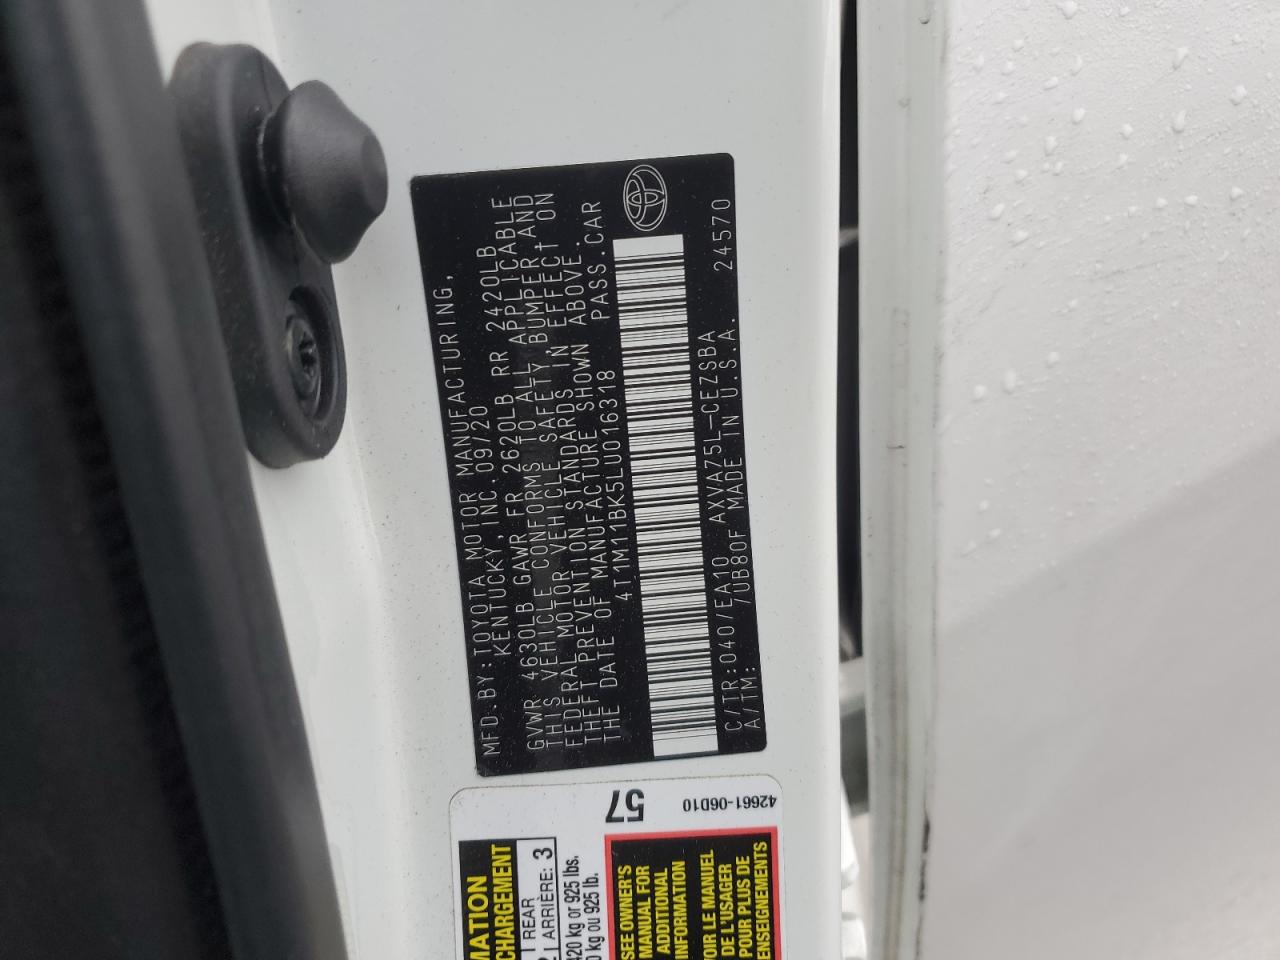 MFD.BY:TOYOTA MOTOR MANUFACTURING,
KENTUCKY, INC. 09/20
GVWR 4630LB GAWR FR 2620LB RR 2420LB
THIS VEHICLE CONFORMS TO ALL APPLICABLE
FEDERAL MOTOR VEHICLE SAFETY, BUMPER, AND
THEFT PREVENTION STANDARDS IN EFFECT ON
THE DATE OF MANUFACTURE SHOWN ABOVE.
4T1M11BK5LU016318 PASS.CAR
C/TR:040/EA10 AXVA75L-CEZSBA 24570
A/TM: /UB80F MADE IN U.S.A.
57
42661-06D10
MATION
CHARGEMENT
REAR
ARRIÈRE: 3
420 kg or 925 lbs.
0 kg ou 925 lb.
SEE OWNER'S
MANUAL FOR
ADDITIONAL
INFORMATION
VOIR LE MANUEL
DE L'USAGER
POUR PLUS DE
RENSEIGNEMENTS